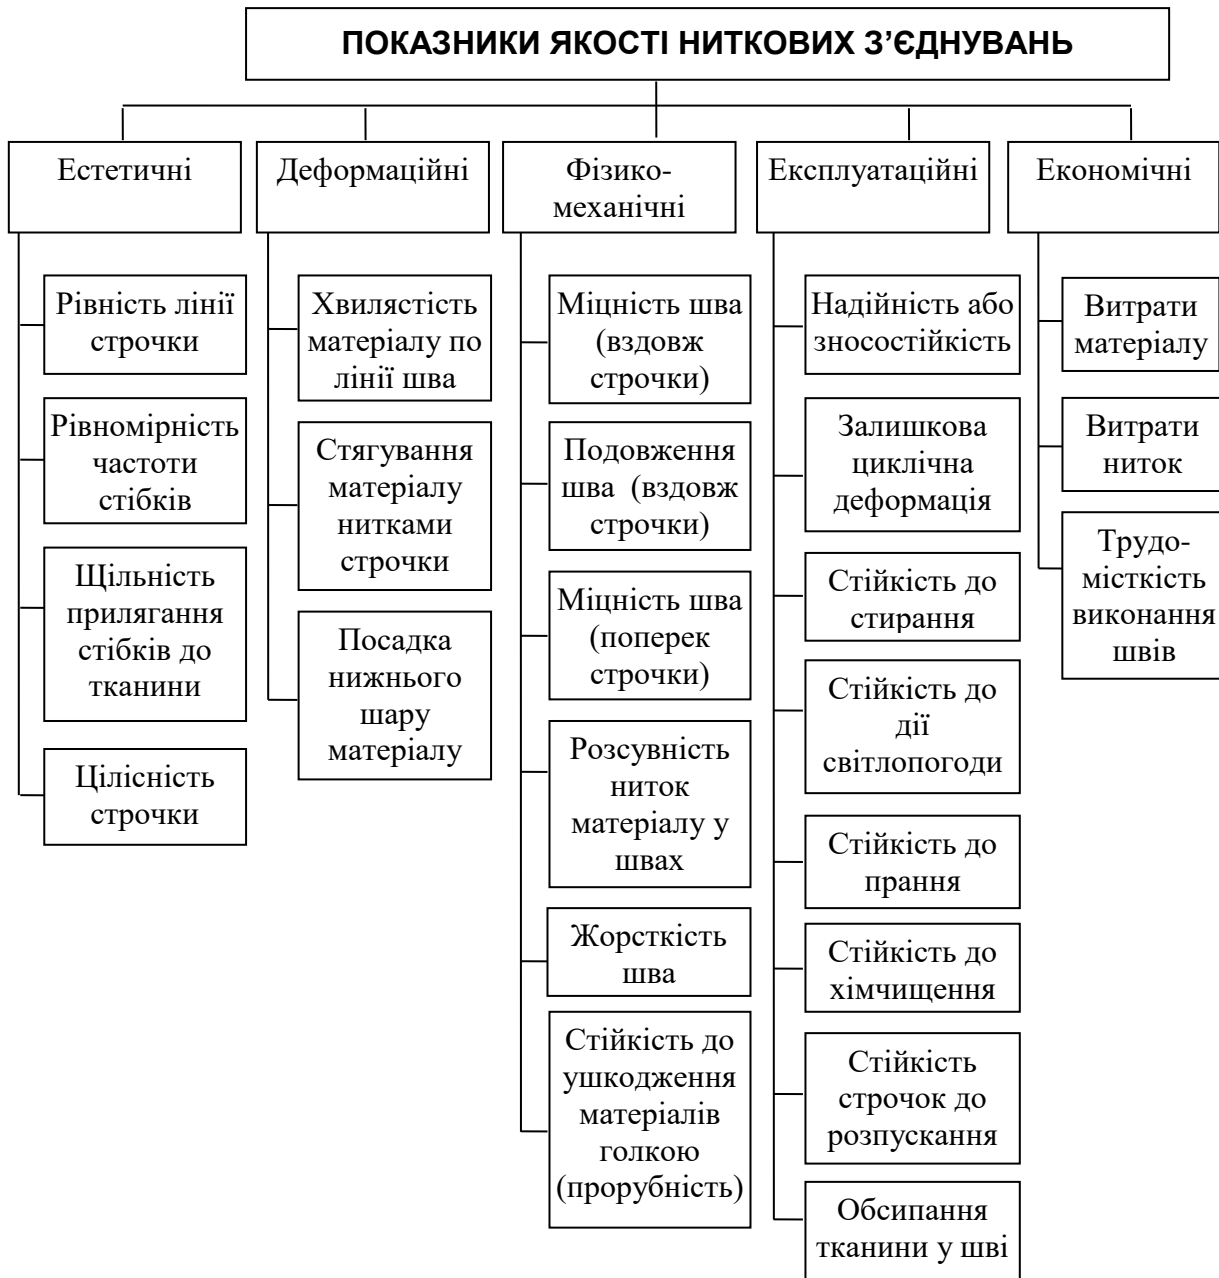 ПОКАЗНИКИ ЯКОСТІ НИТКОВИХ З’ЄДНУВАНЬ
Естетичні
Деформаційні
Фізико-
механічні
Експлуатаційні
Економічні
Рівність лінії
строчки
Рівномірність
частоти
стібків
Щільність
прилягання
стібків до
тканини
Цілісність
строчки
Хвилястість
матеріалу по
лінії шва
Стягування
матеріалу
нитками
строчки
Посадка
нижнього
шару
матеріалу
Міцність шва
(вздовж
строчки)
Подовження
шва (вздовж
строчки)
Міцність шва
(поперек
строчки)
Розсувність
ниток
матеріалу у
швах
Жорсткість
шва
Стійкість до
ушкодження
матеріалів
голкою
(прорубність)
Надійність або
зносостійкість
Залишкова
циклічна
деформація
Стійкість до
стирання
Стійкість до
дії
світлопогоди
Стійкість до
прання
Стійкість до
хімчищення
Стійкість
строчок до
розпускання
Обсипання
тканини у шві
Витрати
матеріалу
Витрати
ниток
Трудо-
місткість
виконання
швів